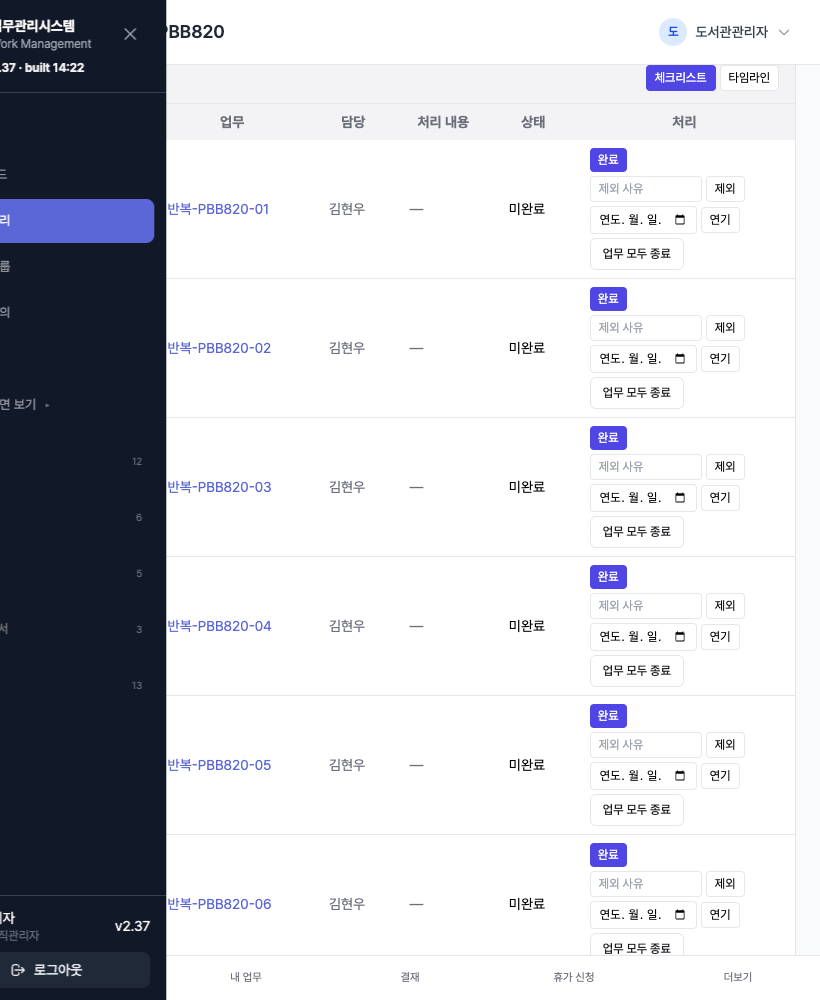 무관리시스템
ork Management
.37 · built 14:22
드
리
룹
의
면 보기 ▸
12
6
5
서 3
13
자
직관리자
v2.37
로그아웃
PBB820
도 도서관관리자
체크리스트 타임라인
업무 담당 처리 내용 상태 처리
반복-PBB820-01 김현우 — 미완료
완료
제외 사유 제외
연도. 월. 일. 연기
업무 모두 종료
반복-PBB820-02 김현우 — 미완료
완료
제외 사유 제외
연도. 월. 일. 연기
업무 모두 종료
반복-PBB820-03 김현우 — 미완료
완료
제외 사유 제외
연도. 월. 일. 연기
업무 모두 종료
반복-PBB820-04 김현우 — 미완료
완료
제외 사유 제외
연도. 월. 일. 연기
업무 모두 종료
반복-PBB820-05 김현우 — 미완료
완료
제외 사유 제외
연도. 월. 일. 연기
업무 모두 종료
반복-PBB820-06 김현우 — 미완료
완료
제외 사유 제외
연도. 월. 일. 연기
업무 모두 종료
내 업무 결재 휴가 신청 더보기